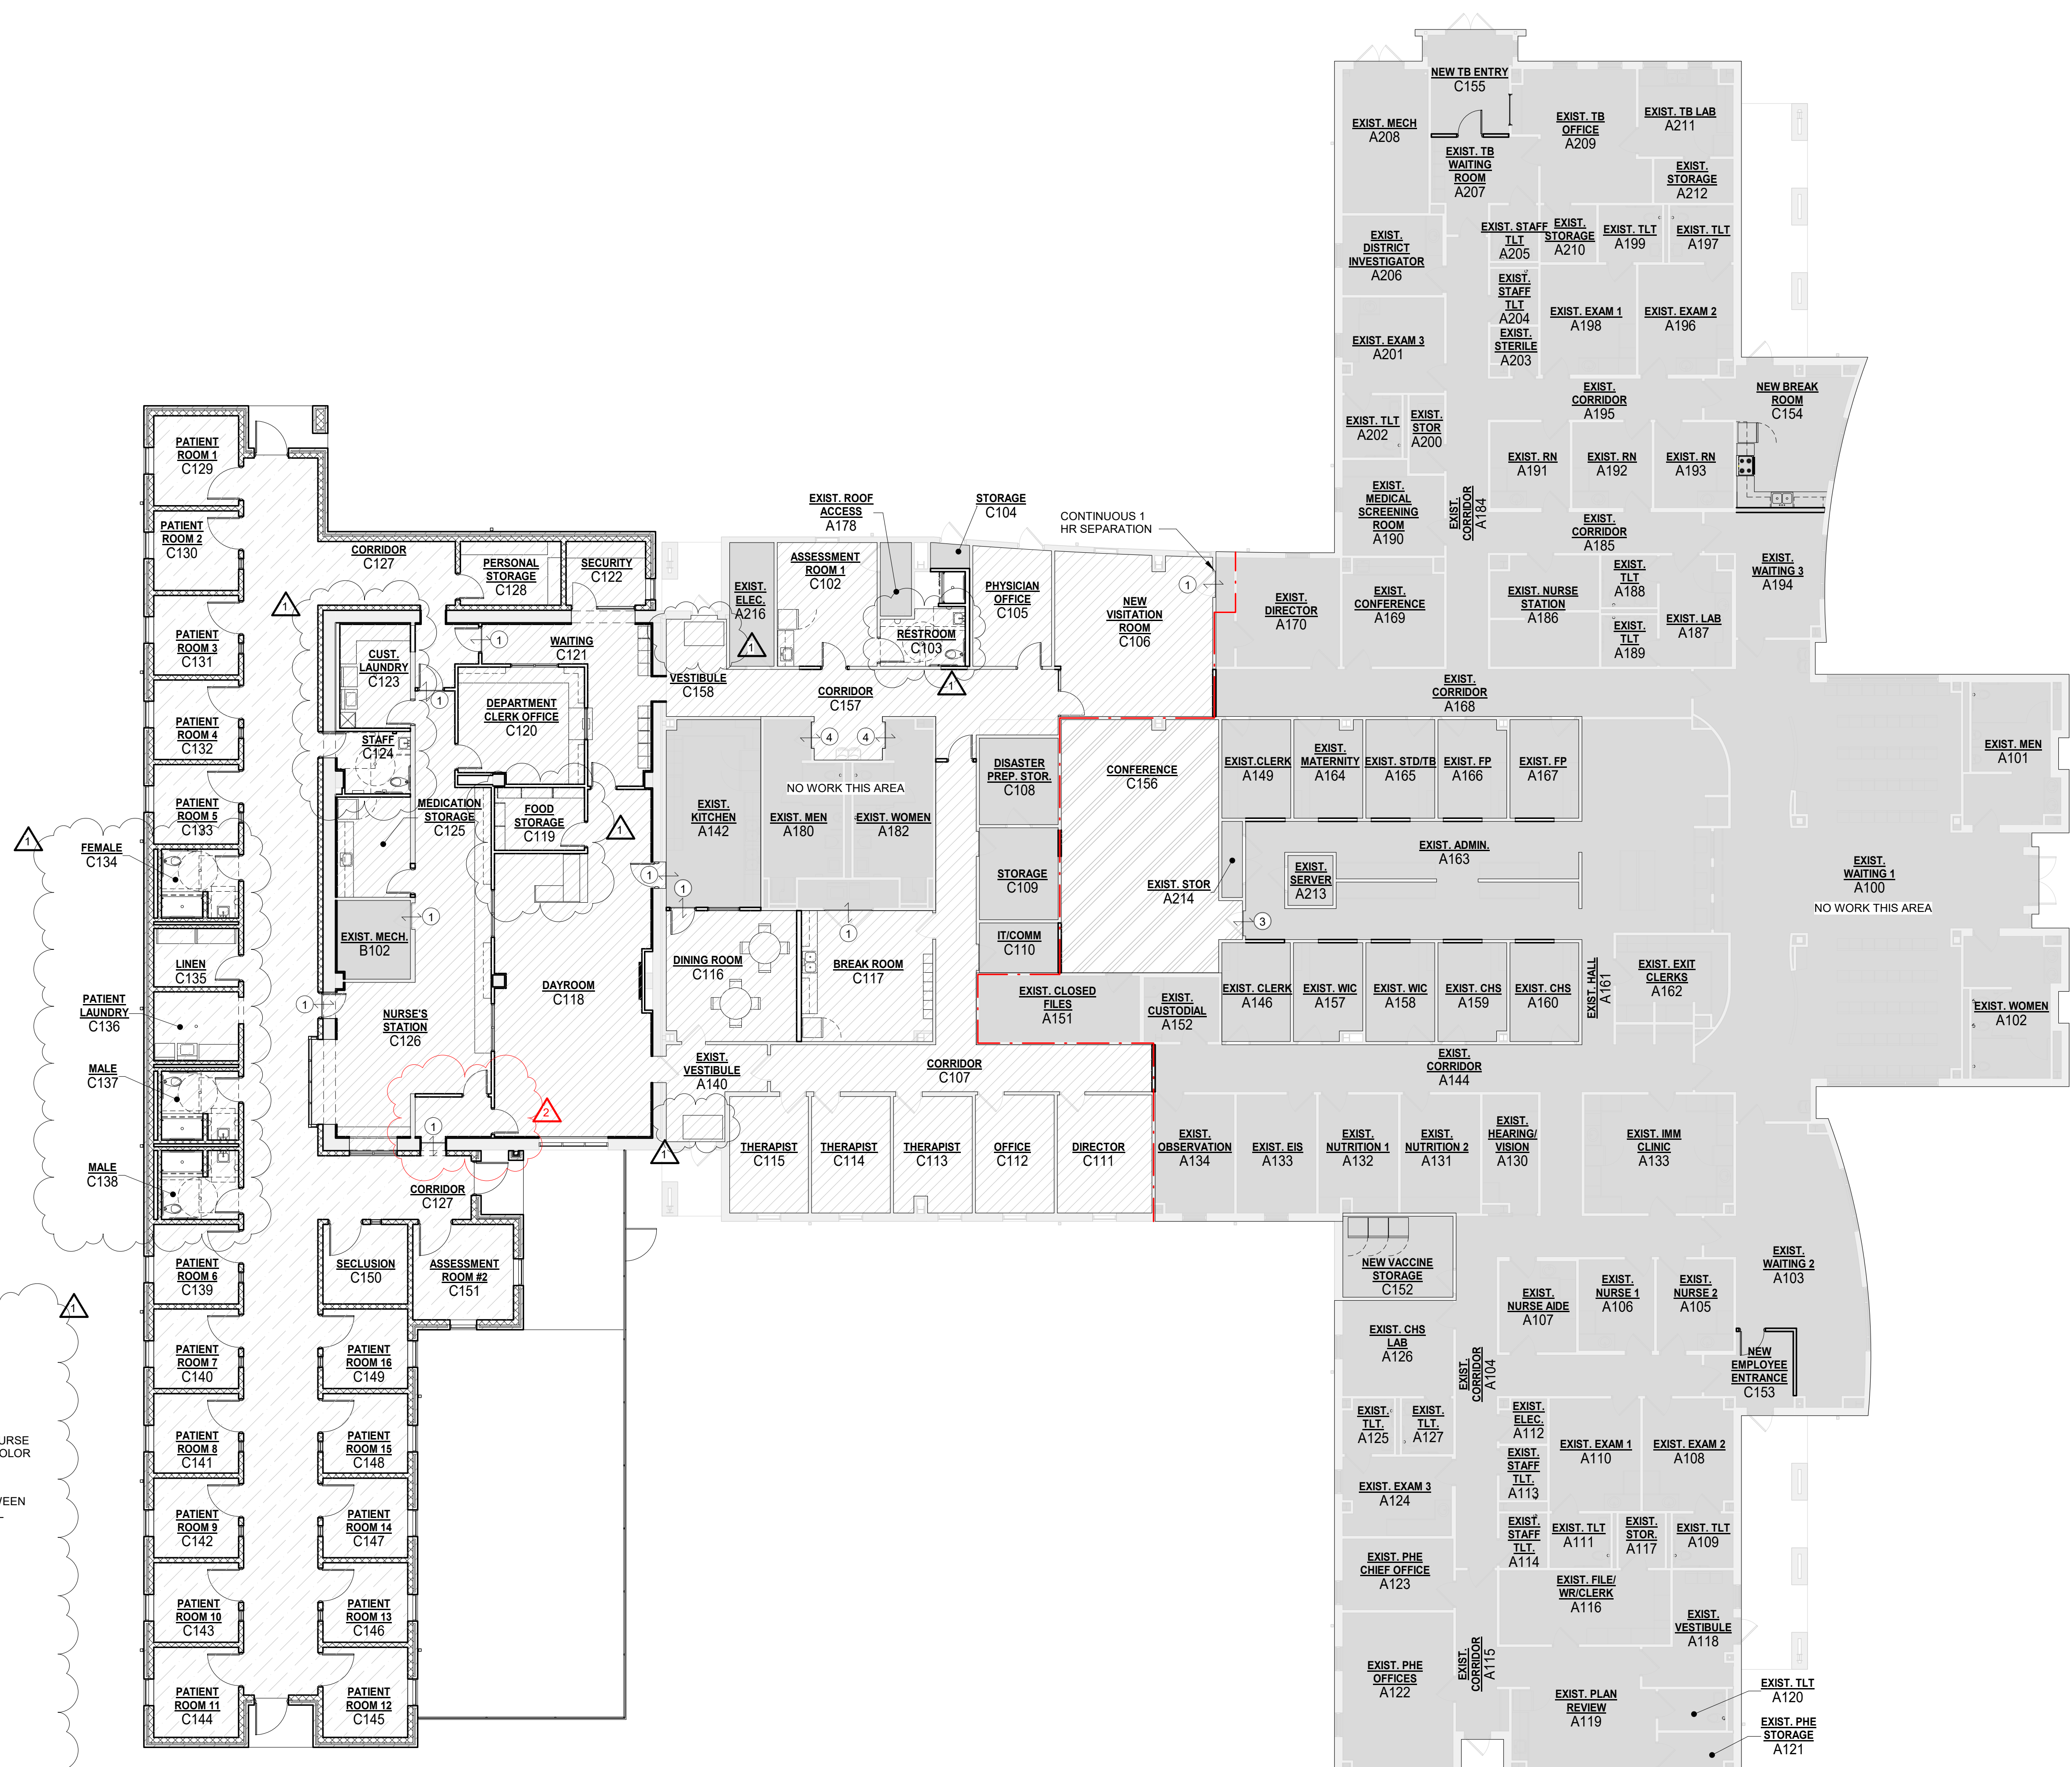 NEW TB ENTRY
C155
EXIST. MECH
A208
EXIST. TB
OFFICE
A209
EXIST. TB LAB
A211
EXIST. TB
WAITING
ROOM
A207
EXIST.
STORAGE
A212
EXIST.
DISTRICT
INVESTIGATOR
A206
EXIST. STAFF
TLT
A205
EXIST.
STORAGE
A210
EXIST. TLT
A199
EXIST. TLT
A197
EXIST.
STAFF
TLT
A204
EXIST. EXAM 1
A198
EXIST. EXAM 2
A196
EXIST. EXAM 3
A201
EXIST.
STERILE
A203
EXIST.
CORRIDOR
A195
NEW BREAK
ROOM
C154
EXIST. TLT
A202
EXIST.
STOR
A200
EXIST. RN
A191
EXIST. RN
A192
EXIST. RN
A193
EXIST.
MEDICAL
SCREENING
ROOM
A190
EXIST.
CORRIDOR
A184
EXIST.
CORRIDOR
A185
EXIST.
WAITING 3
A194
EXIST. NURSE
STATION
A186
EXIST.
TLT
A188
EXIST.
TLT
A189
EXIST. LAB
A187
EXIST.
DIRECTOR
A170
EXIST.
CONFERENCE
A169
EXIST.
CORRIDOR
A168
PATIENT
ROOM 1
C129
PATIENT
ROOM 2
C130
PATIENT
ROOM 3
C131
PATIENT
ROOM 4
C132
PATIENT
ROOM 5
C133
CORRIDOR
C127
PERSONAL
STORAGE
C128
SECURITY
C122
1
CUST.
LAUNDRY
C123
1
1
WAITING
C121
DEPARTMENT
CLERK OFFICE
C120
STAFF
C124
MEDICATION
STORAGE
C125
FOOD
STORAGE
C119
1
EXIST. ROOF
ACCESS
A178
STORAGE
C104
CONTINUOUS 1
HR SEPARATION
1
EXIST.
ELEC.
A216
1
ASSESSMENT
ROOM 1
C102
RESTROOM
C103
1
PHYSICIAN
OFFICE
C105
NEW
VISITATION
ROOM
C106
VESTIBULE
C158
CORRIDOR
C157
4
4
NO WORK THIS AREA
EXIST.
KITCHEN
A142
EXIST. MEN
A180
EXIST. WOMEN
A182
DISASTER
PREP. STOR.
C108
STORAGE
C109
IT/COMM
C110
CONFERENCE
C156
EXIST. STOR
A214
3
EXIST.CLERK
A149
EXIST.
MATERNITY
A164
EXIST. STD/TB
A165
EXIST. FP
A166
EXIST. FP
A167
EXIST. ADMIN.
A163
EXIST.
SERVER
A213
EXIST. CLERK
A146
EXIST. WIC
A157
EXIST. WIC
A158
EXIST. CHS
A159
EXIST. CHS
A160
EXIST. HALL
A161
EXIST. EXIT
CLERKS
A162
EXIST. MEN
A101
EXIST.
WAITING 1
A100
NO WORK THIS AREA
EXIST. WOMEN
A102
1
FEMALE
C134
LINEN
C135
PATIENT
LAUNDRY
C136
MALE
C137
MALE
C138
EXIST. MECH.
B102
1
1
NURSE'S
STATION
C126
DAYROOM
C118
1
1
DINING ROOM
C116
1
BREAK ROOM
C117
EXIST. CLOSED
FILES
A151
EXIST.
CUSTODIAL
A152
EXIST.
VESTIBULE
A140
CORRIDOR
C107
EXIST.
CORRIDOR
A144
1
2
1
CORRIDOR
C127
THERAPIST
C115
THERAPIST
C114
THERAPIST
C113
OFFICE
C112
DIRECTOR
C111
EXIST.
OBSERVATION
A134
EXIST. EIS
A133
EXIST.
NUTRITION 1
A132
EXIST.
NUTRITION 2
A131
EXIST.
HEARING/
VISION
A130
EXIST. IMM
CLINIC
A133
EXIST.
WAITING 2
A103
SECLUSION
C150
ASSESSMENT
ROOM #2
C151
PATIENT
ROOM 6
C139
PATIENT
ROOM 7
C140
PATIENT
ROOM 8
C141
PATIENT
ROOM 9
C142
PATIENT
ROOM 10
C143
PATIENT
ROOM 11
C144
PATIENT
ROOM 16
C149
PATIENT
ROOM 15
C148
PATIENT
ROOM 14
C147
PATIENT
ROOM 13
C146
PATIENT
ROOM 12
C145
1
URSE
OLOR
WEEN
NEW VACCINE
STORAGE
C152
EXIST.
NURSE AIDE
A107
EXIST.
NURSE 1
A106
EXIST.
NURSE 2
A105
EXIST. CHS
LAB
A126
EXIST.
CORRIDOR
A104
NEW
EMPLOYEE
ENTRANCE
C153
EXIST.
TLT.
A125
EXIST.
TLT.
A127
EXIST.
ELEC.
A112
EXIST.
STAFF
TLT.
A113
EXIST. EXAM 1
A110
EXIST. EXAM 2
A108
EXIST. EXAM 3
A124
EXIST.
STAFF
TLT.
A114
EXIST. TLT
A111
EXIST.
STOR.
A117
EXIST. TLT
A109
EXIST. PHE
CHIEF OFFICE
A123
EXIST. FILE/
WR/CLERK
A116
EXIST.
VESTIBULE
A118
EXIST. PHE
OFFICES
A122
EXIST.
CORRIDOR
A115
EXIST. PLAN
REVIEW
A119
EXIST. TLT
A120
EXIST. PHE
STORAGE
A121